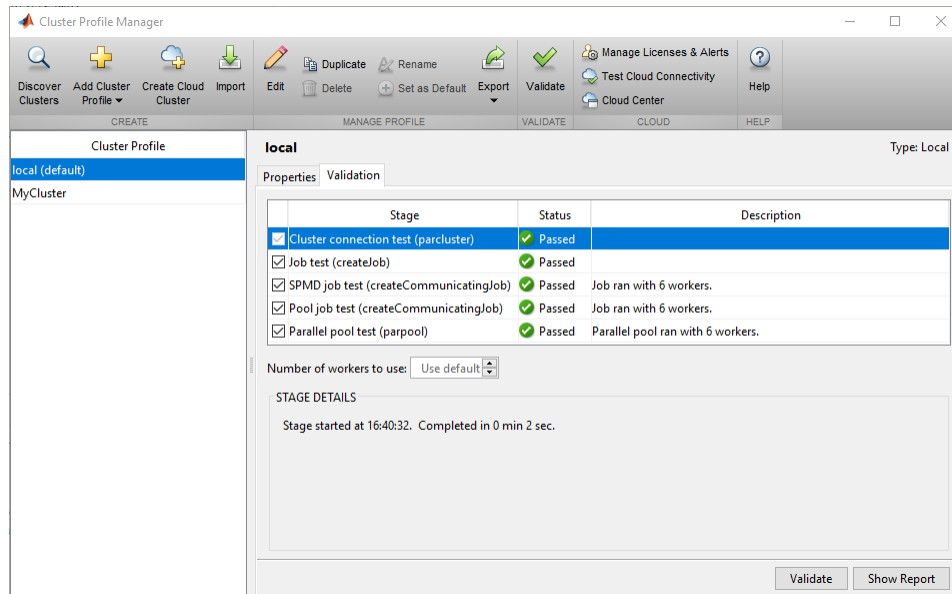 Cluster Profile Manager
Discover Clusters
Add Cluster Profile
Create Cloud Cluster
Import
CREATE
Edit
Duplicate
Delete
Rename
Set as Default
Export
MANAGE PROFILE
Validate
VALIDATE
Manage Licenses & Alerts
Test Cloud Connectivity
Cloud Center
CLOUD
Help
HELP
Cluster Profile
local (default)
MyCluster
local
Type: Local
Properties
Validation
Stage Status Description
Cluster connection test (parcluster) Passed
Job test (createJob) Passed
SPMD job test (createCommunicatingJob) Passed Job ran with 6 workers.
Pool job test (createCommunicatingJob) Passed Job ran with 6 workers.
Parallel pool test (parpool) Passed Parallel pool ran with 6 workers.
Number of workers to use: Use default
STAGE DETAILS
Stage started at 16:40:32. Completed in 0 min 2 sec.
Validate
Show Report